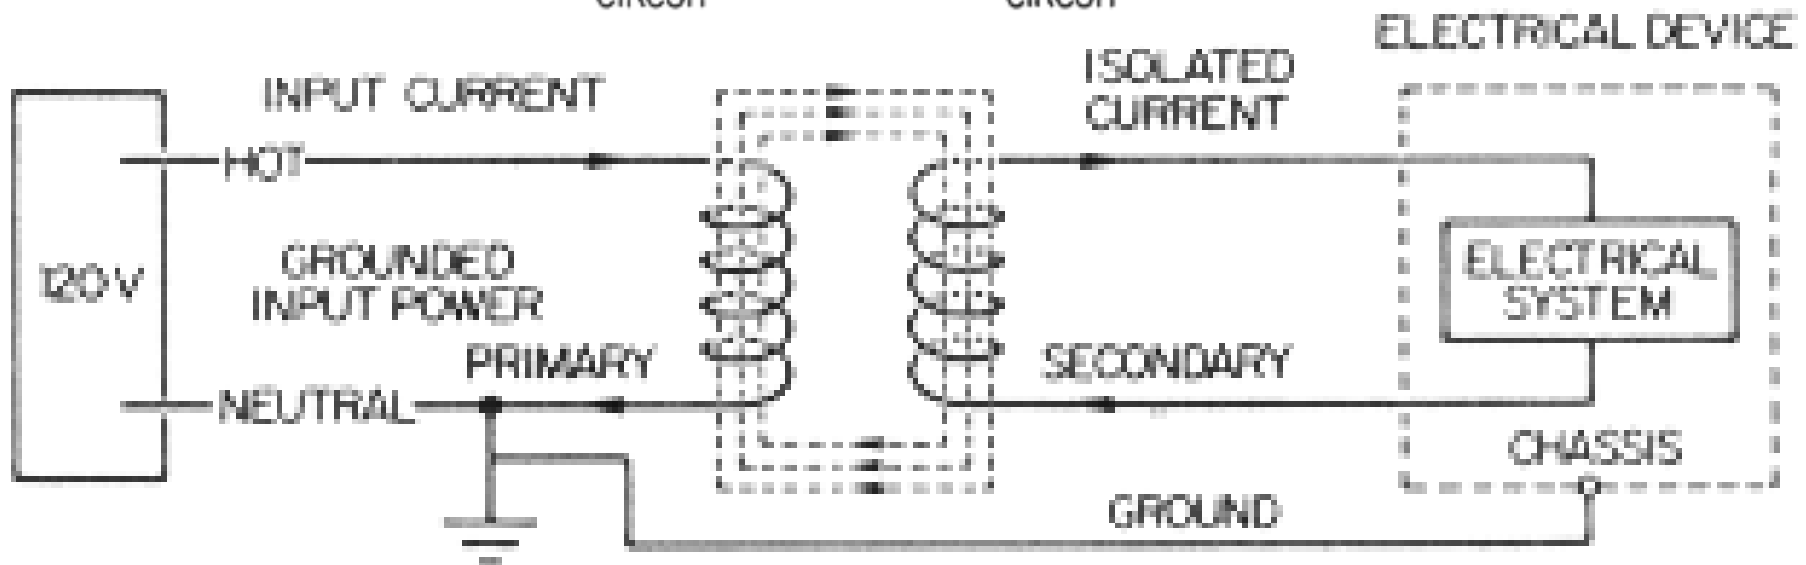 ELECTRICAL DEVICE
INPUT CURRENT
ISOLATED
CURRENT
HOT
120V
GROUNDED
INPUT POWER
ELECTRICAL
SYSTEM
PRIMARY
SECONDARY
NEUTRAL
CHASSIS
GROUND